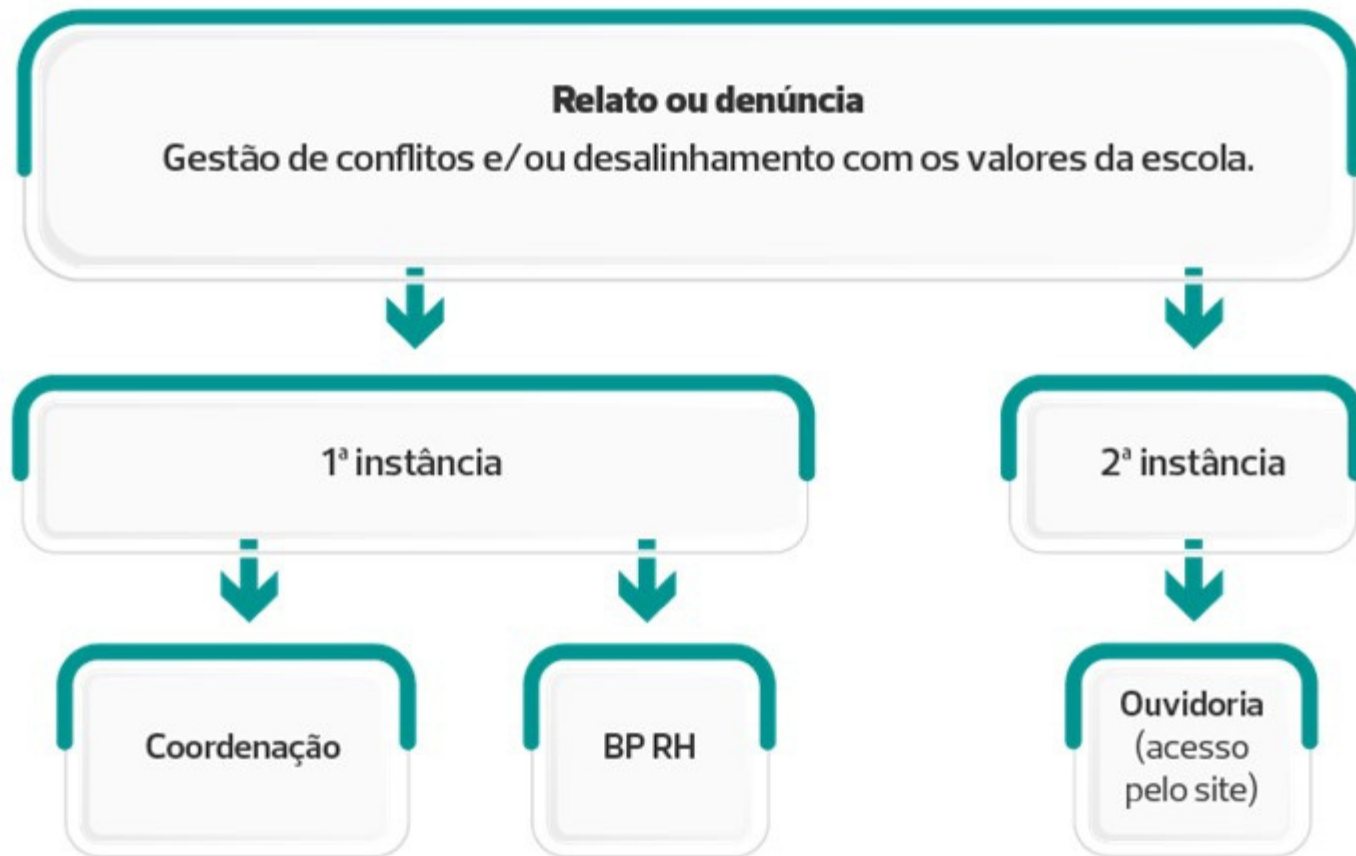 Relato ou denúncia
Gestão de conflitos e/ou desalinhamento com os valores da escola.
1ª instância
2ª instância
Coordenação
BP RH
Ouvidoria
(acesso
pelo site)